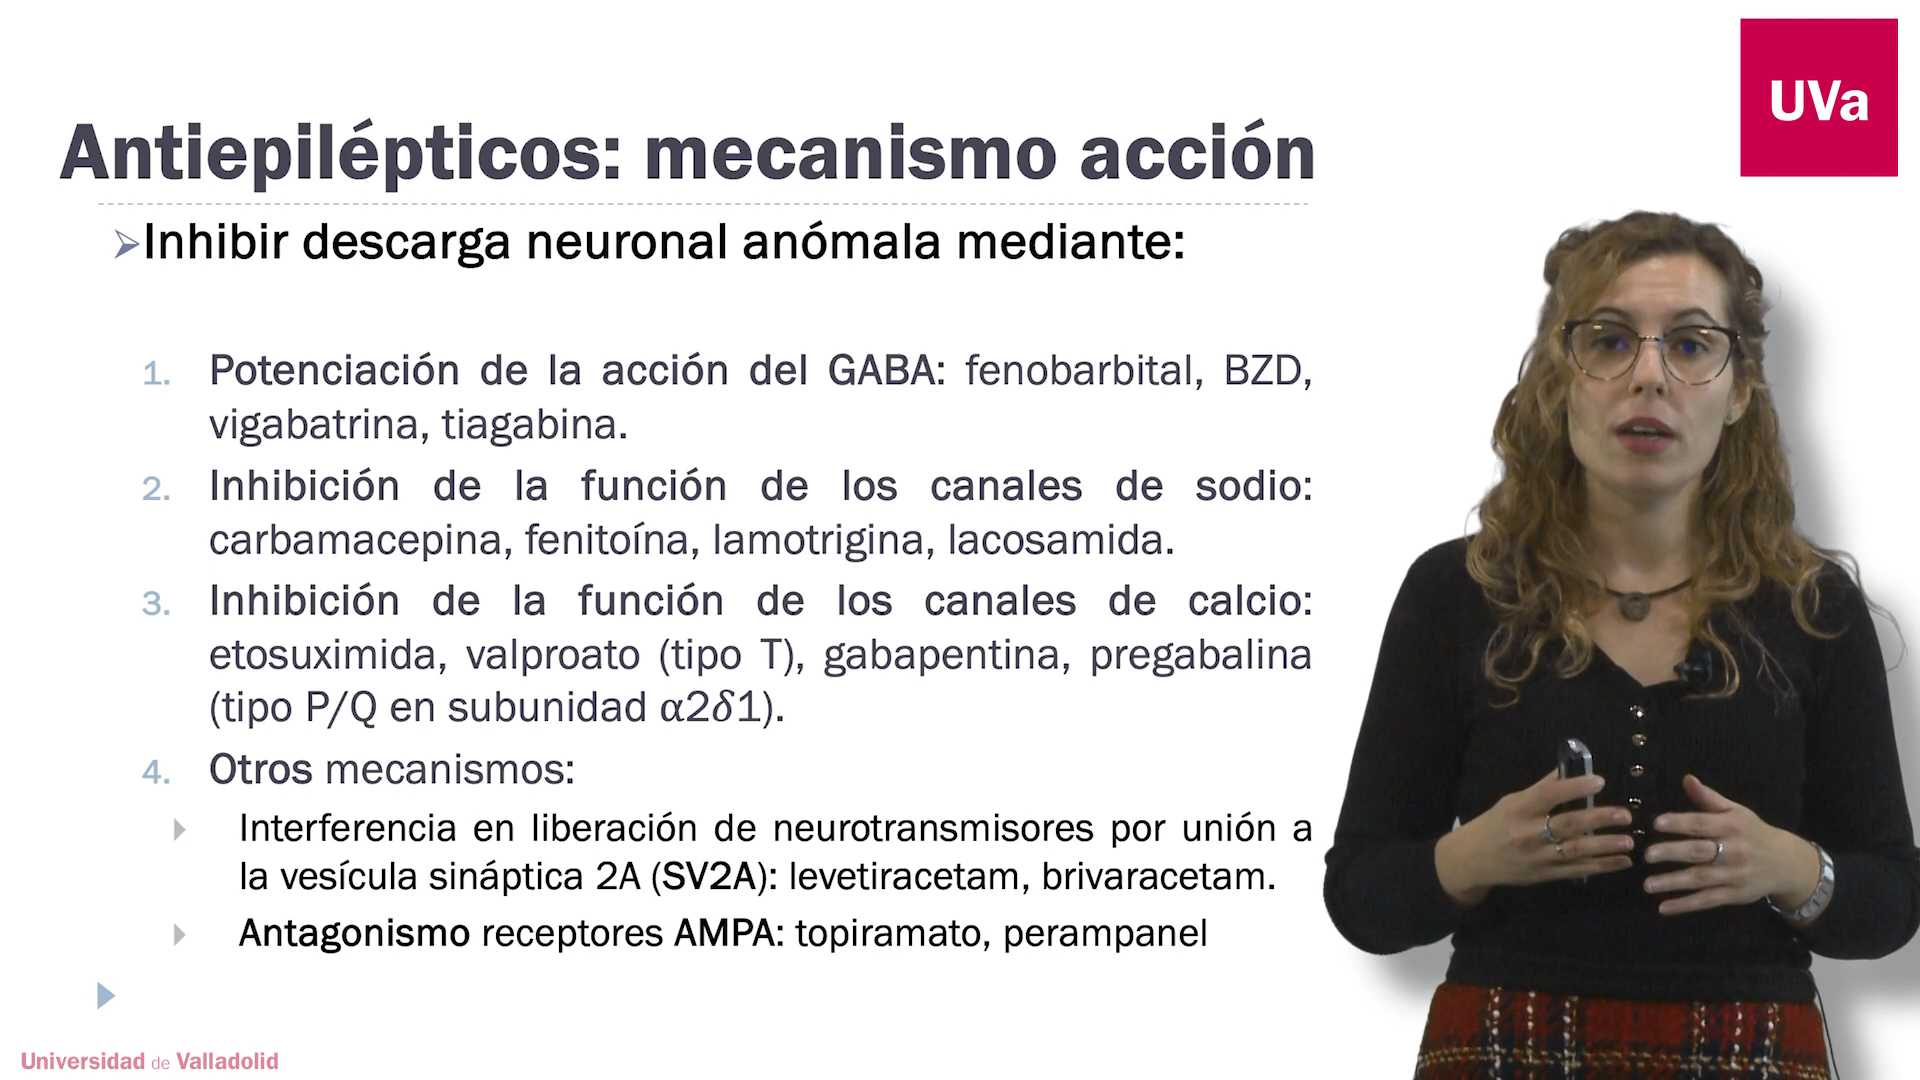 UVa
Antiepilépticos: mecanismo acción
Inhibir descarga neuronal anómala mediante:
1. Potenciación de la acción del GABA: fenobarbital, BZD,
vigabatrina, tiagabina.
2. Inhibición de la función de los canales de sodio:
carbamacepina, fenitoína, lamotrigina, lacosamida.
3. Inhibición de la función de los canales de calcio:
etosuximida, valproato (tipo T), gabapentina, pregabalina
(tipo P/Q en subunidad α2δ1).
4. Otros mecanismos:
Interferencia en liberación de neurotransmisores por unión a
la vesícula sináptica 2A (SV2A): levetiracetam, brivaracetam.
Antagonismo receptores AMPA: topiramato, perampanel
Universidad de Valladolid